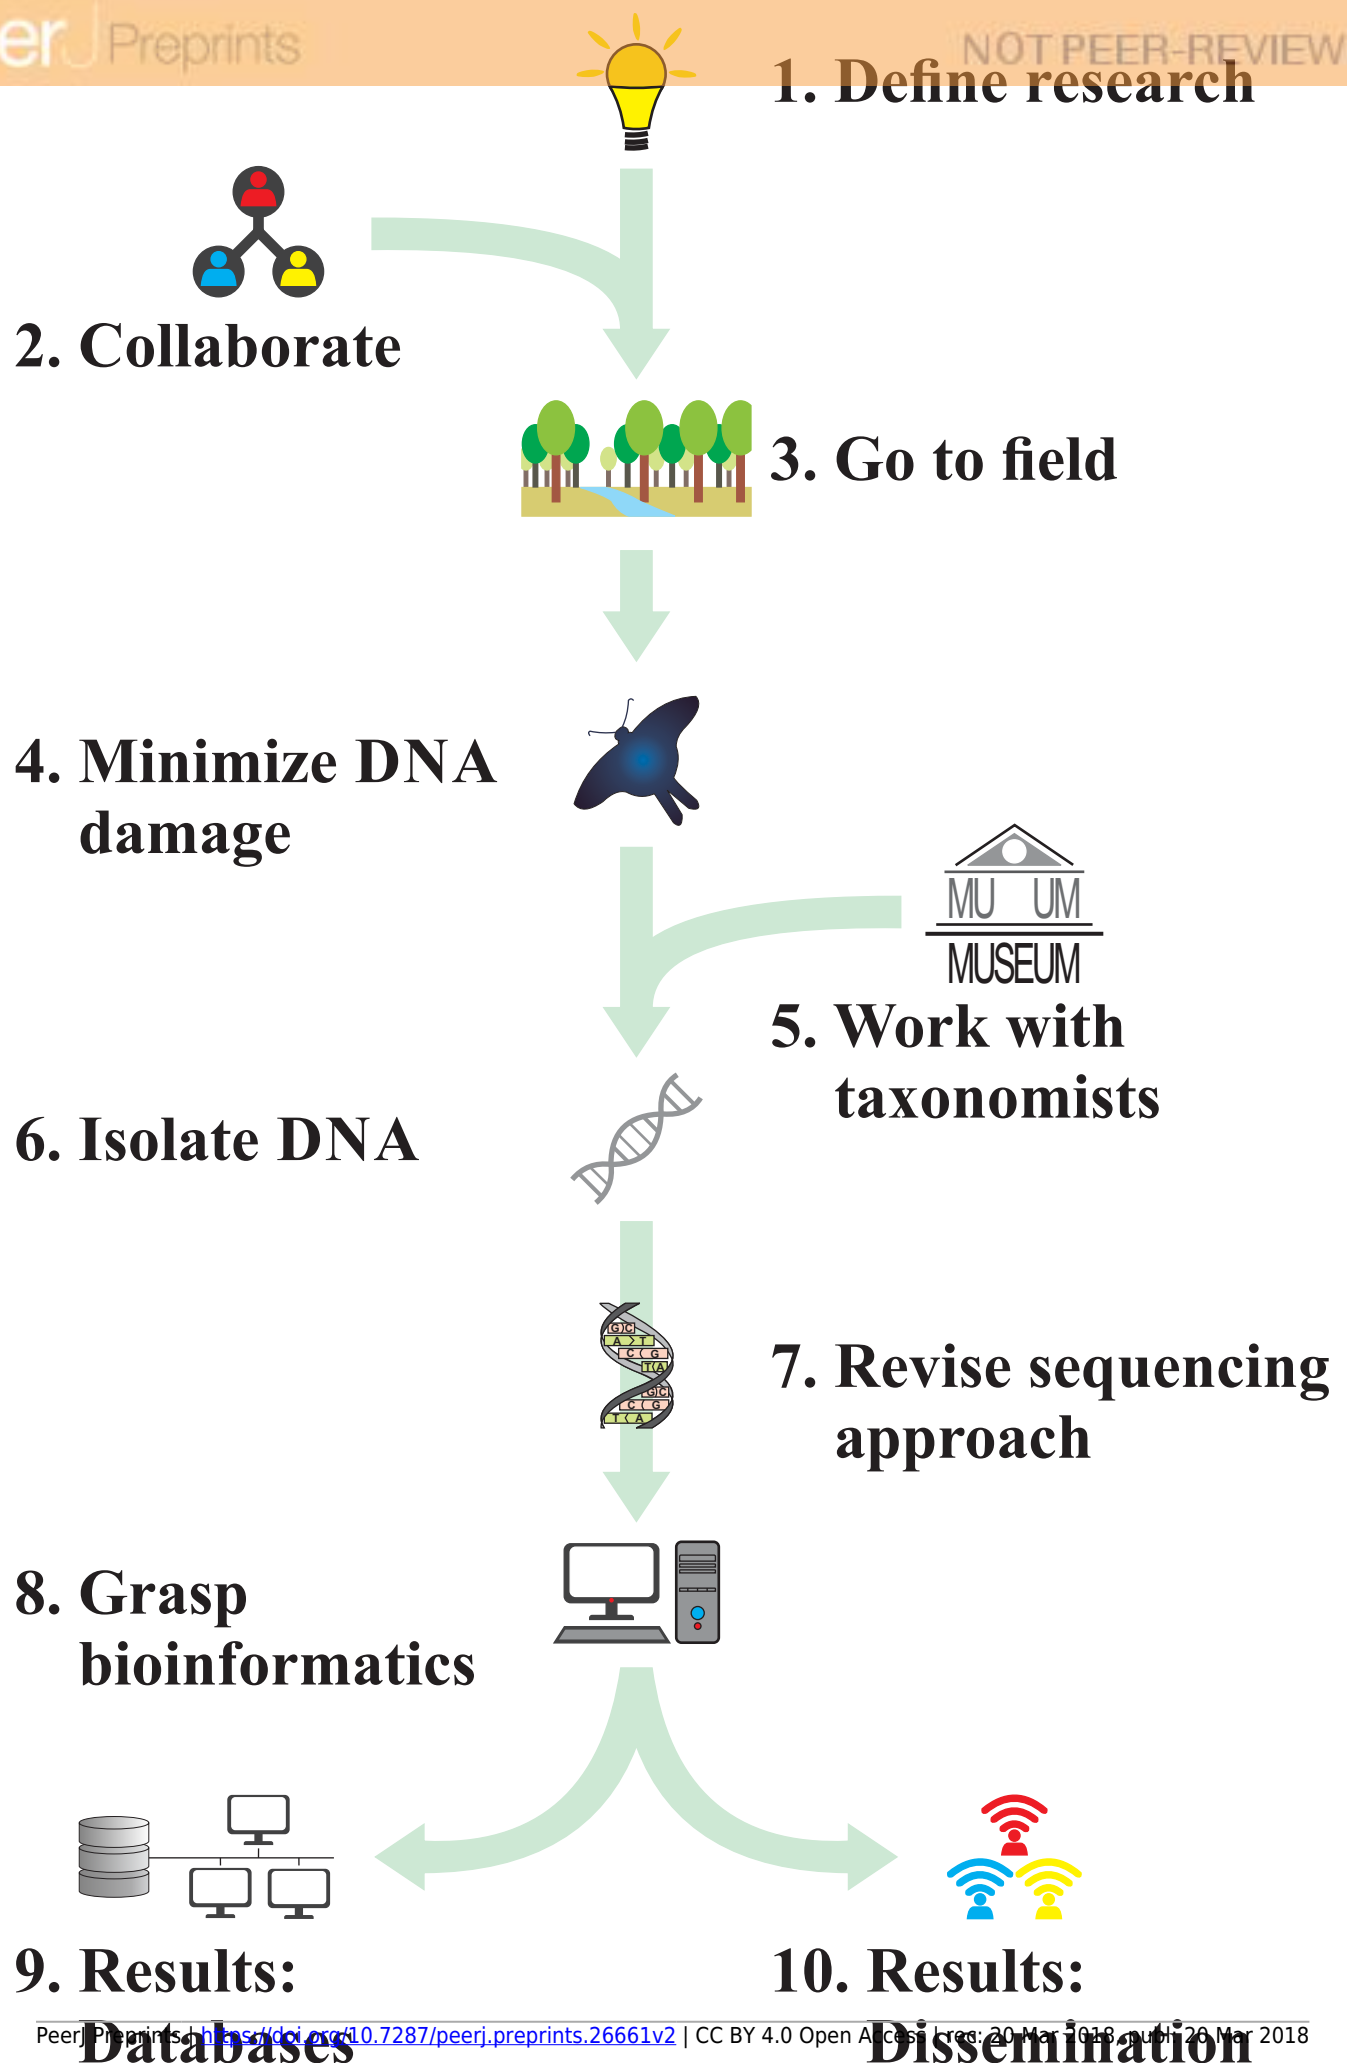 er Preprints
NOT PEER-REVIEW
1. Define research
2. Collaborate
3. Go to field
4. Minimize DNA
damage
MU UM
MUSEUM
5. Work with
taxonomists
6. Isolate DNA
G C
A T
C G
T A
G C
C G
T A
7. Revise sequencing
approach
8. Grasp
bioinformatics
9. Results:
Databases
10. Results:
Dissemination
PeerJ Preprints | https://doi.org/10.7287/peerj.preprints.26661v2 | CC BY 4.0 Open Access | rec: 20 Mar 2018, publ: 20 Mar 2018